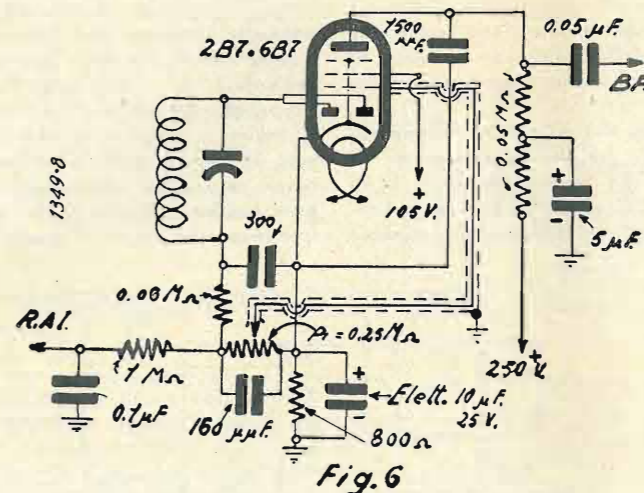 2B7.6B7
1500
μμF.
0.05 μF.
BF
0.05 MΩ
1349-8
300
+
105 V.
+
-
5 μF.
0.06 MΩ
R.A.I.
P1 = 0.25 MΩ
1 MΩ
+
250 V.
0.1 μF
160 μμF.
+
-
Elett. 10 μF.
25 V.
800 Ω
Fig. 6